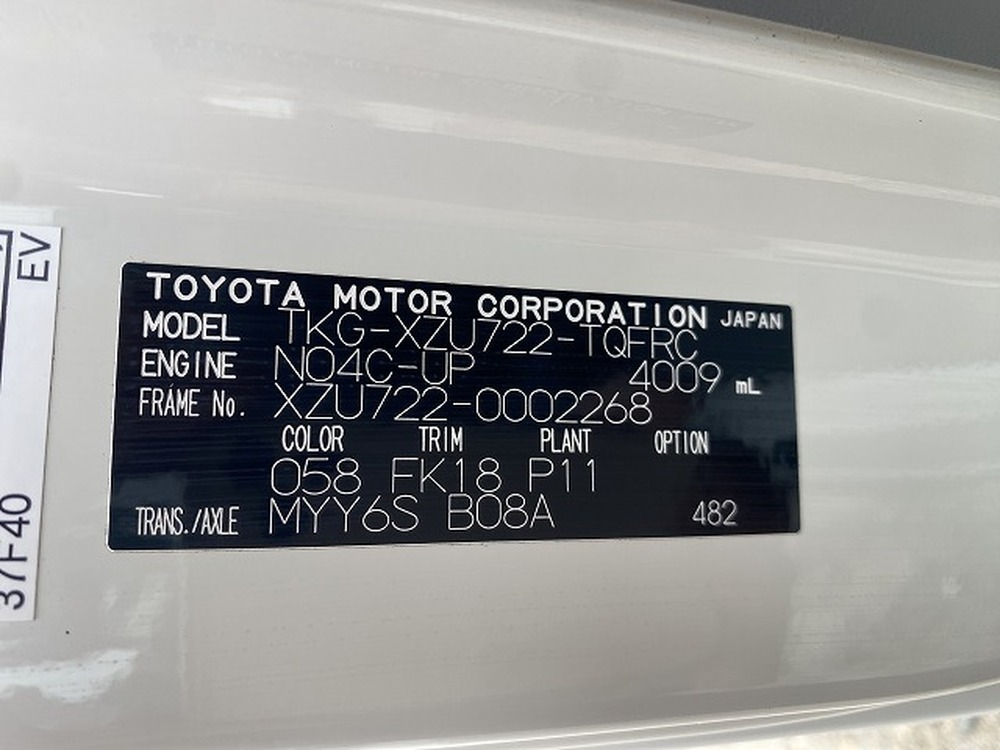 TOYOTA MOTOR CORPORATION JAPAN
MODEL TKG-XZU722-TQFRC
ENGINE N04C-UP 4009 mL
FRAME No. XZU722-0002268
COLOR TRIM PLANT OPTION
058 FK18 P11
TRANS./AXLE MYY6S B08A 482
EV
37F40